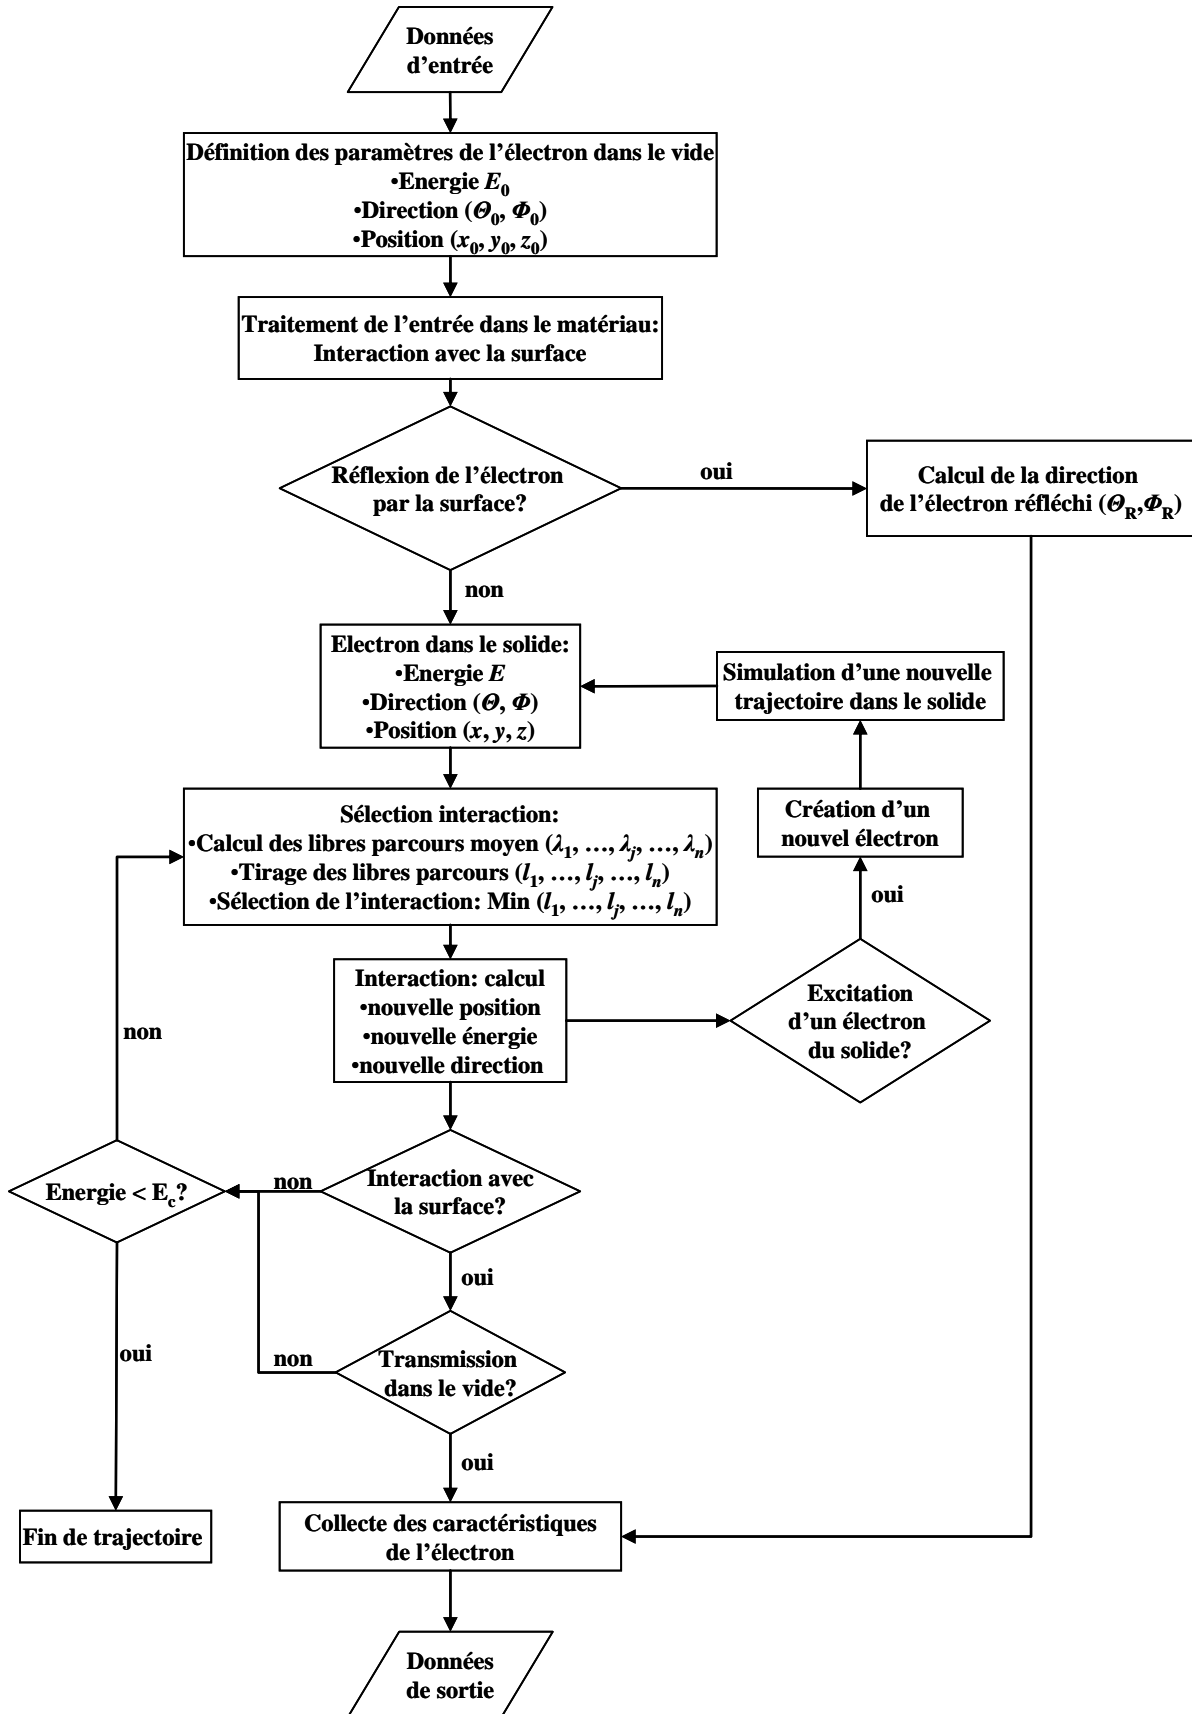 Données
d'entrée
Définition des paramètres de l'électron dans le vide
•Energie E₀
•Direction (Θ₀, Φ₀)
•Position (x₀, y₀, z₀)
Traitement de l'entrée dans le matériau:
Interaction avec la surface
Réflexion de l'électron
par la surface?
oui
Calcul de la direction
de l'électron réfléchi (Θ_R,Φ_R)
non
Electron dans le solide:
•Energie E
•Direction (Θ, Φ)
•Position (x, y, z)
Simulation d'une nouvelle
trajectoire dans le solide
Sélection interaction:
•Calcul des libres parcours moyen (λ₁, …, λⱼ, …, λₙ)
•Tirage des libres parcours (l₁, …, lⱼ, …, lₙ)
•Sélection de l'interaction: Min (l₁, …, lⱼ, …, lₙ)
Création d'un
nouvel électron
oui
Interaction: calcul
•nouvelle position
•nouvelle énergie
•nouvelle direction
Excitation
d'un électron
du solide?
non
Energie < E_c?
non
Interaction avec
la surface?
oui
oui
non
Transmission
dans le vide?
oui
Fin de trajectoire
Collecte des caractéristiques
de l'électron
Données
de sortie